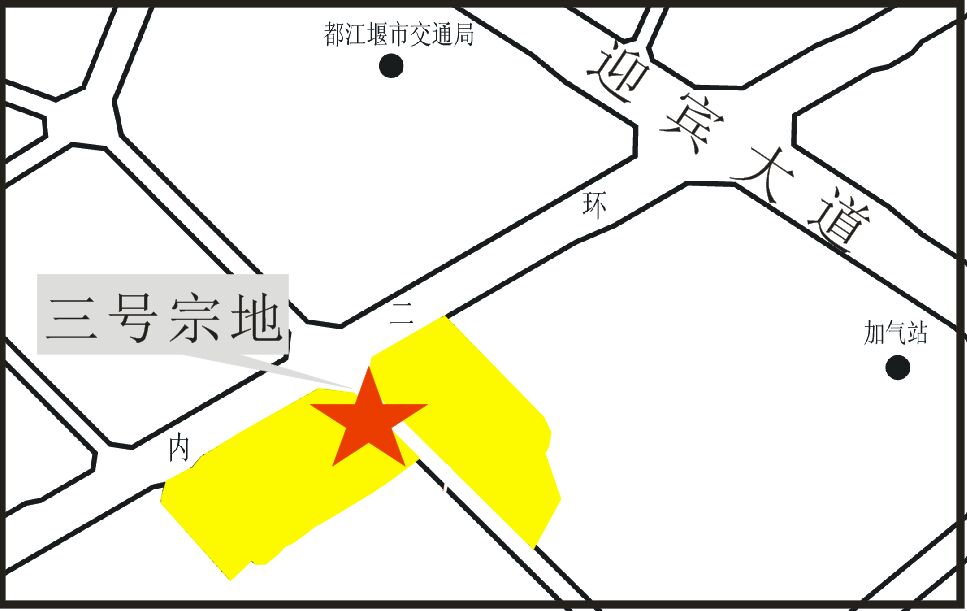 都江堰市交通局
迎宾大道
内二环
三号宗地
加气站